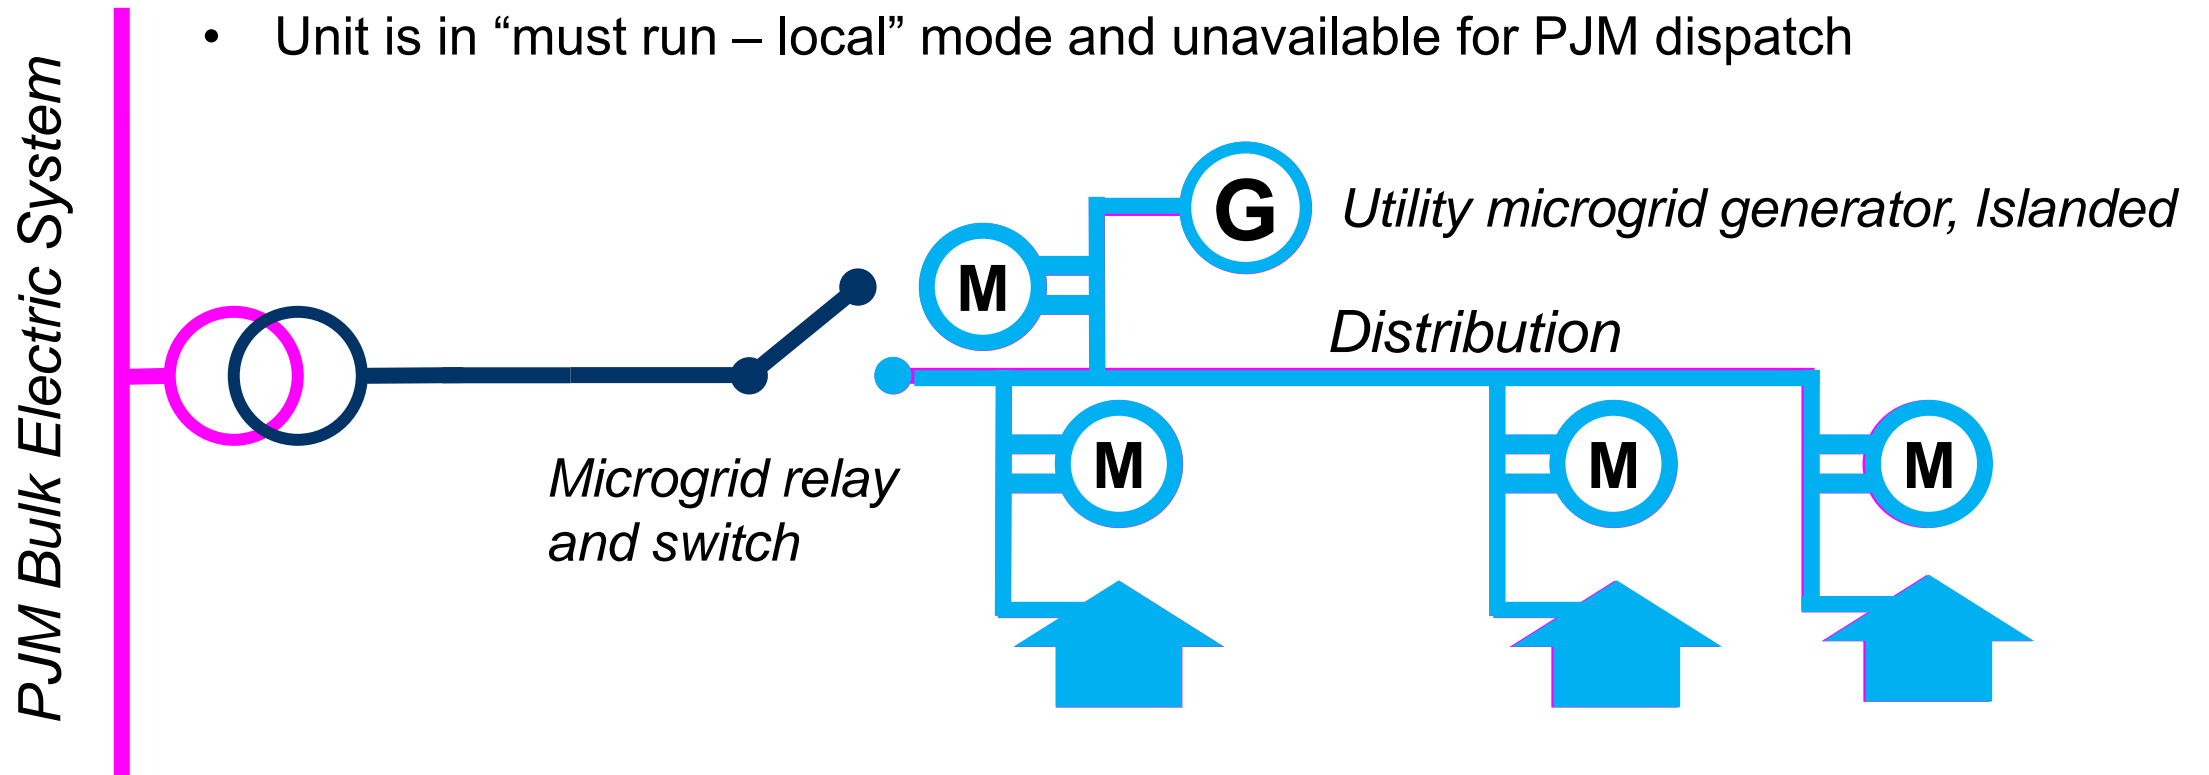 • Unit is in “must run – local” mode and unavailable for PJM dispatch
PJM Bulk Electric System
G
Utility microgrid generator, Islanded
M
Distribution
Microgrid relay
and switch
M
M
M